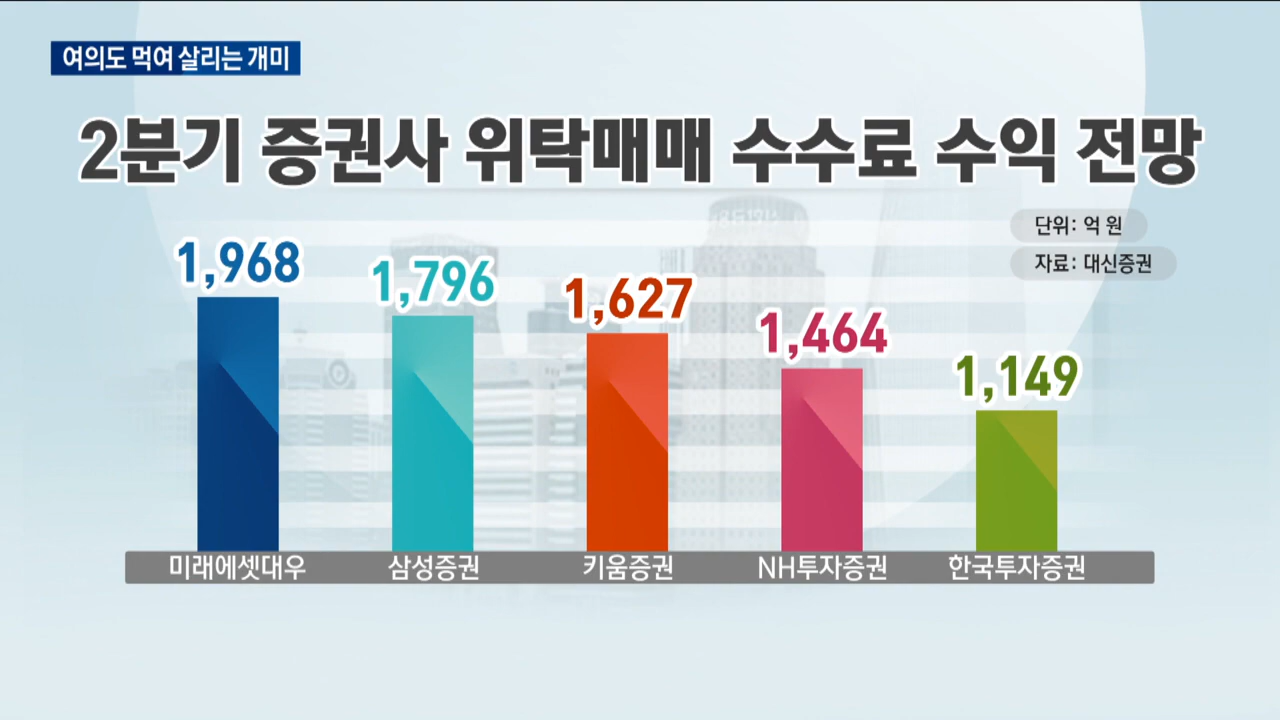 여의도 먹여 살리는 개미
2분기 증권사 위탁매매 수수료 수익 전망
단위: 억 원
자료: 대신증권
1,968
1,796
1,627
1,464
1,149
미래에셋대우
삼성증권
키움증권
NH투자증권
한국투자증권